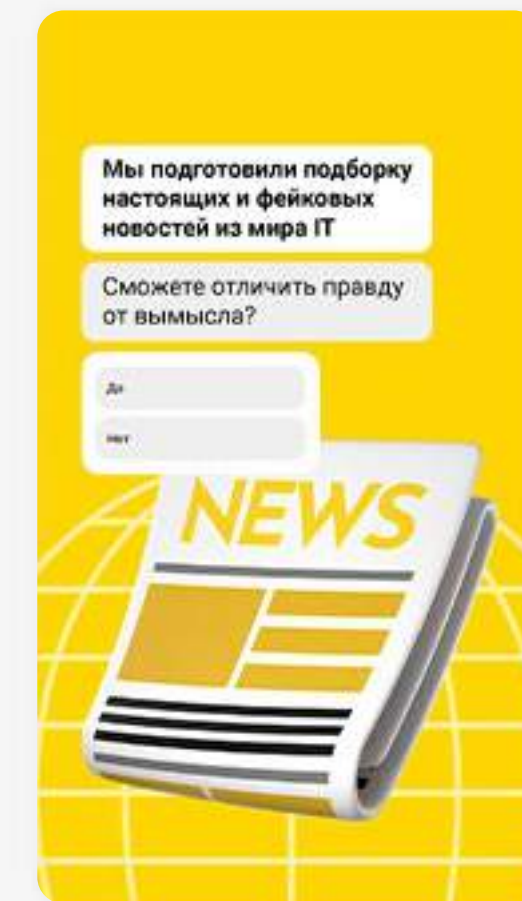 Мы подготовили подборку
настоящих и фейковых
новостей из мира IT
Сможете отличить правду
от вымысла?
Да
Нет
NEWS